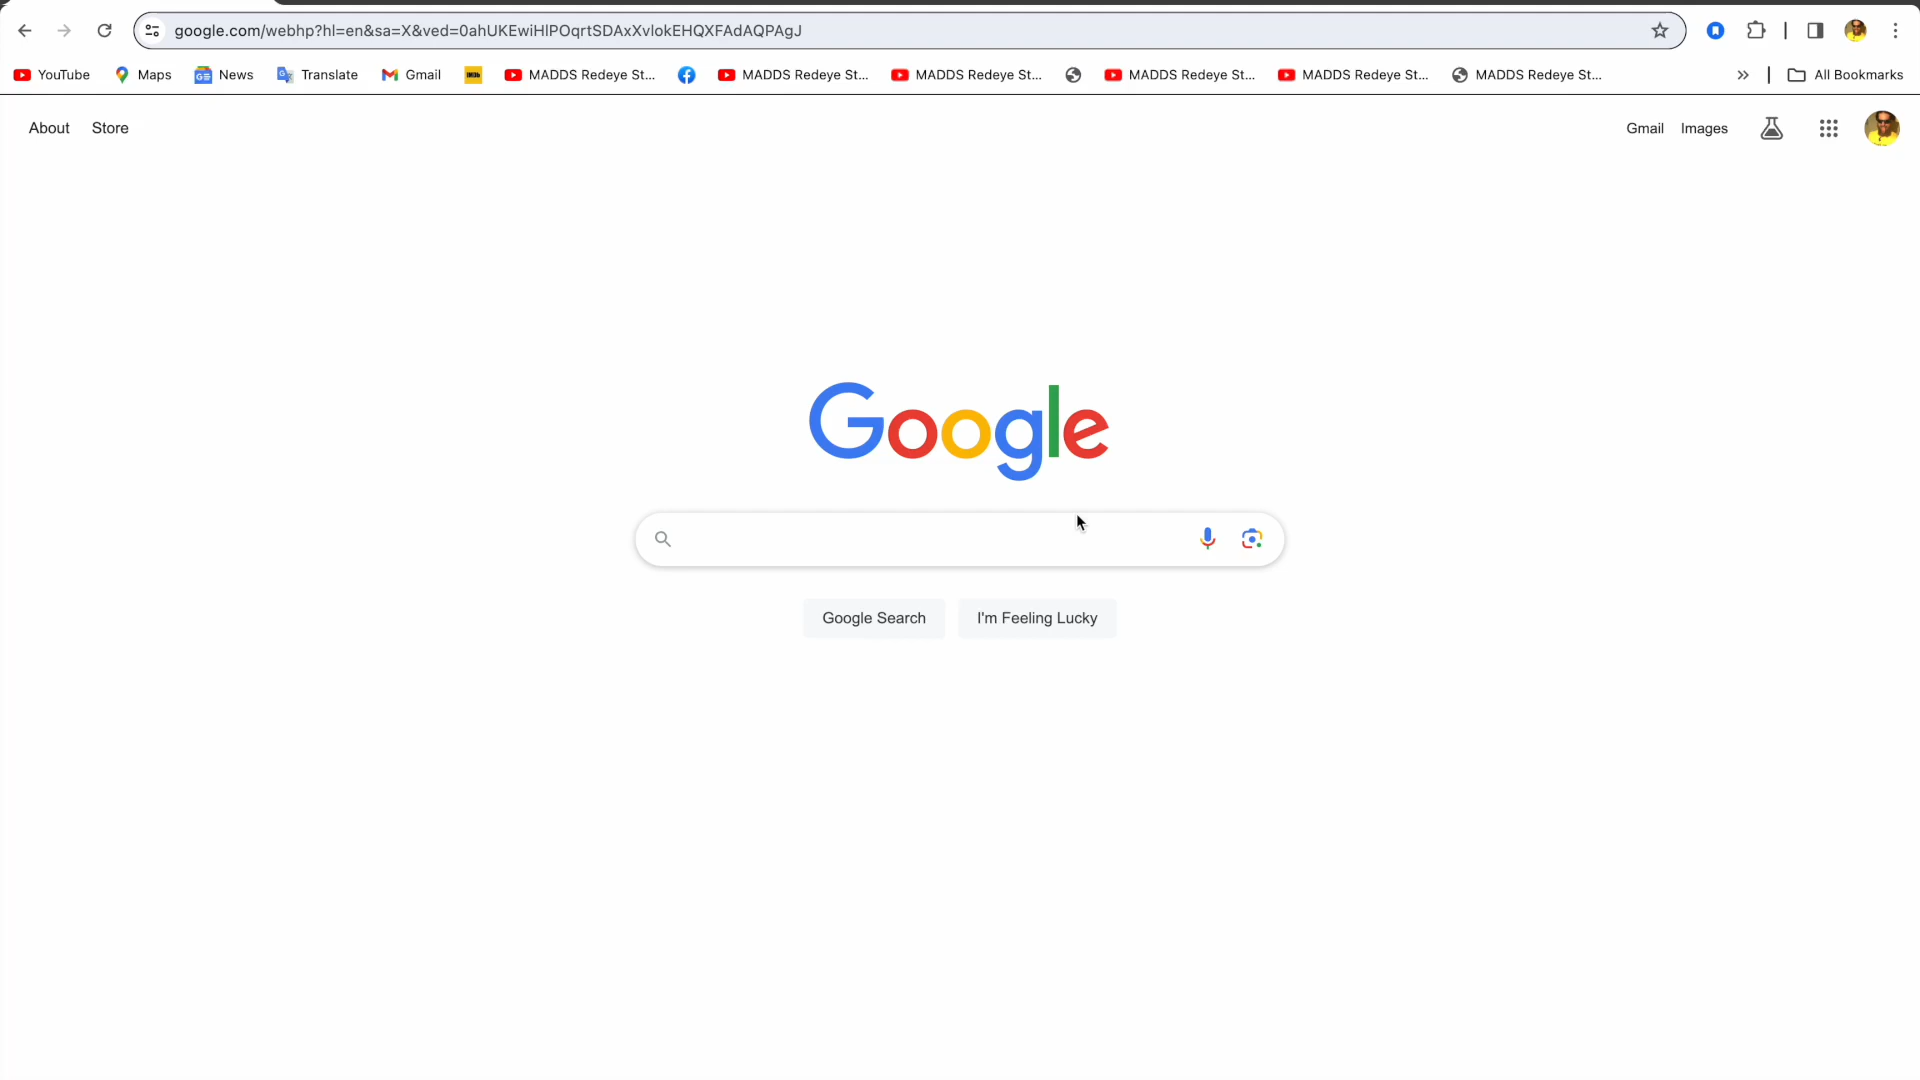 google.com/webhp?hl=en&sa=X&ved=0ahUKEwiHlPOqrtSDAxXvlokEHQXFAdAQPAgJ
YouTube Maps News Translate Gmail MADDS Redeye St... MADDS Redeye St... MADDS Redeye St... MADDS Redeye St... MADDS Redeye St... MADDS Redeye St... All Bookmarks
About Store Gmail Images
Google
Google Search I'm Feeling Lucky